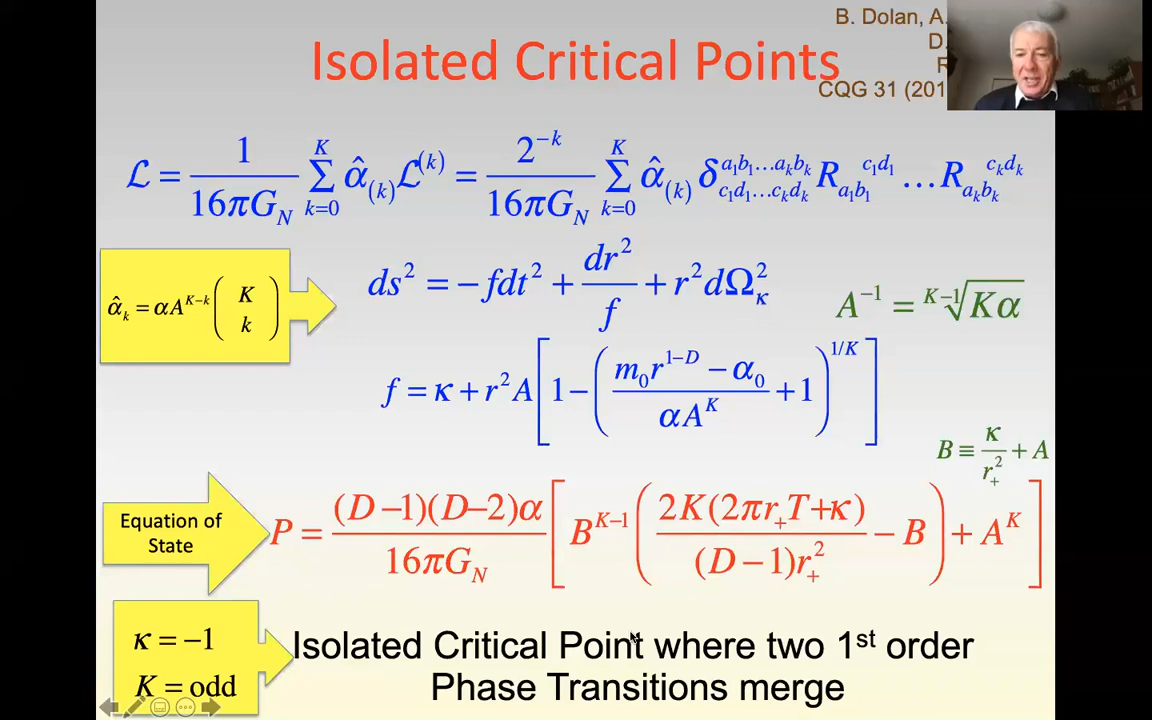 B. Dolan, A.
D.
R
CQG 31 (201
Isolated Critical Points
ℒ = 1/(16πG_N) ∑_{k=0}^{K} α̂_(k) ℒ^(k) = 2^{-k}/(16πG_N) ∑_{k=0}^{K} α̂_(k) δ^{a_1b_1…a_kb_k}_{c_1d_1…c_kd_k} R_{a_1b_1}^{c_1d_1} … R_{a_kb_k}^{c_kd_k}
α̂_k = αA^{K-k} (K k)
ds² = −fdt² + dr²/f + r²dΩ_κ²
A^{-1} = ^{K-1}√(Kα)
f = κ + r²A[1 − ((m_0 r^{1-D} − α_0)/(αA^K) + 1)^{1/K}]
B ≡ κ/r_+² + A
Equation of
State
P = (D−1)(D−2)α/(16πG_N) [B^{K-1}(2K(2πr_+T+κ)/((D−1)r_+²) − B) + A^K]
κ = −1
K = odd
Isolated Critical Point where two 1st order
Phase Transitions merge